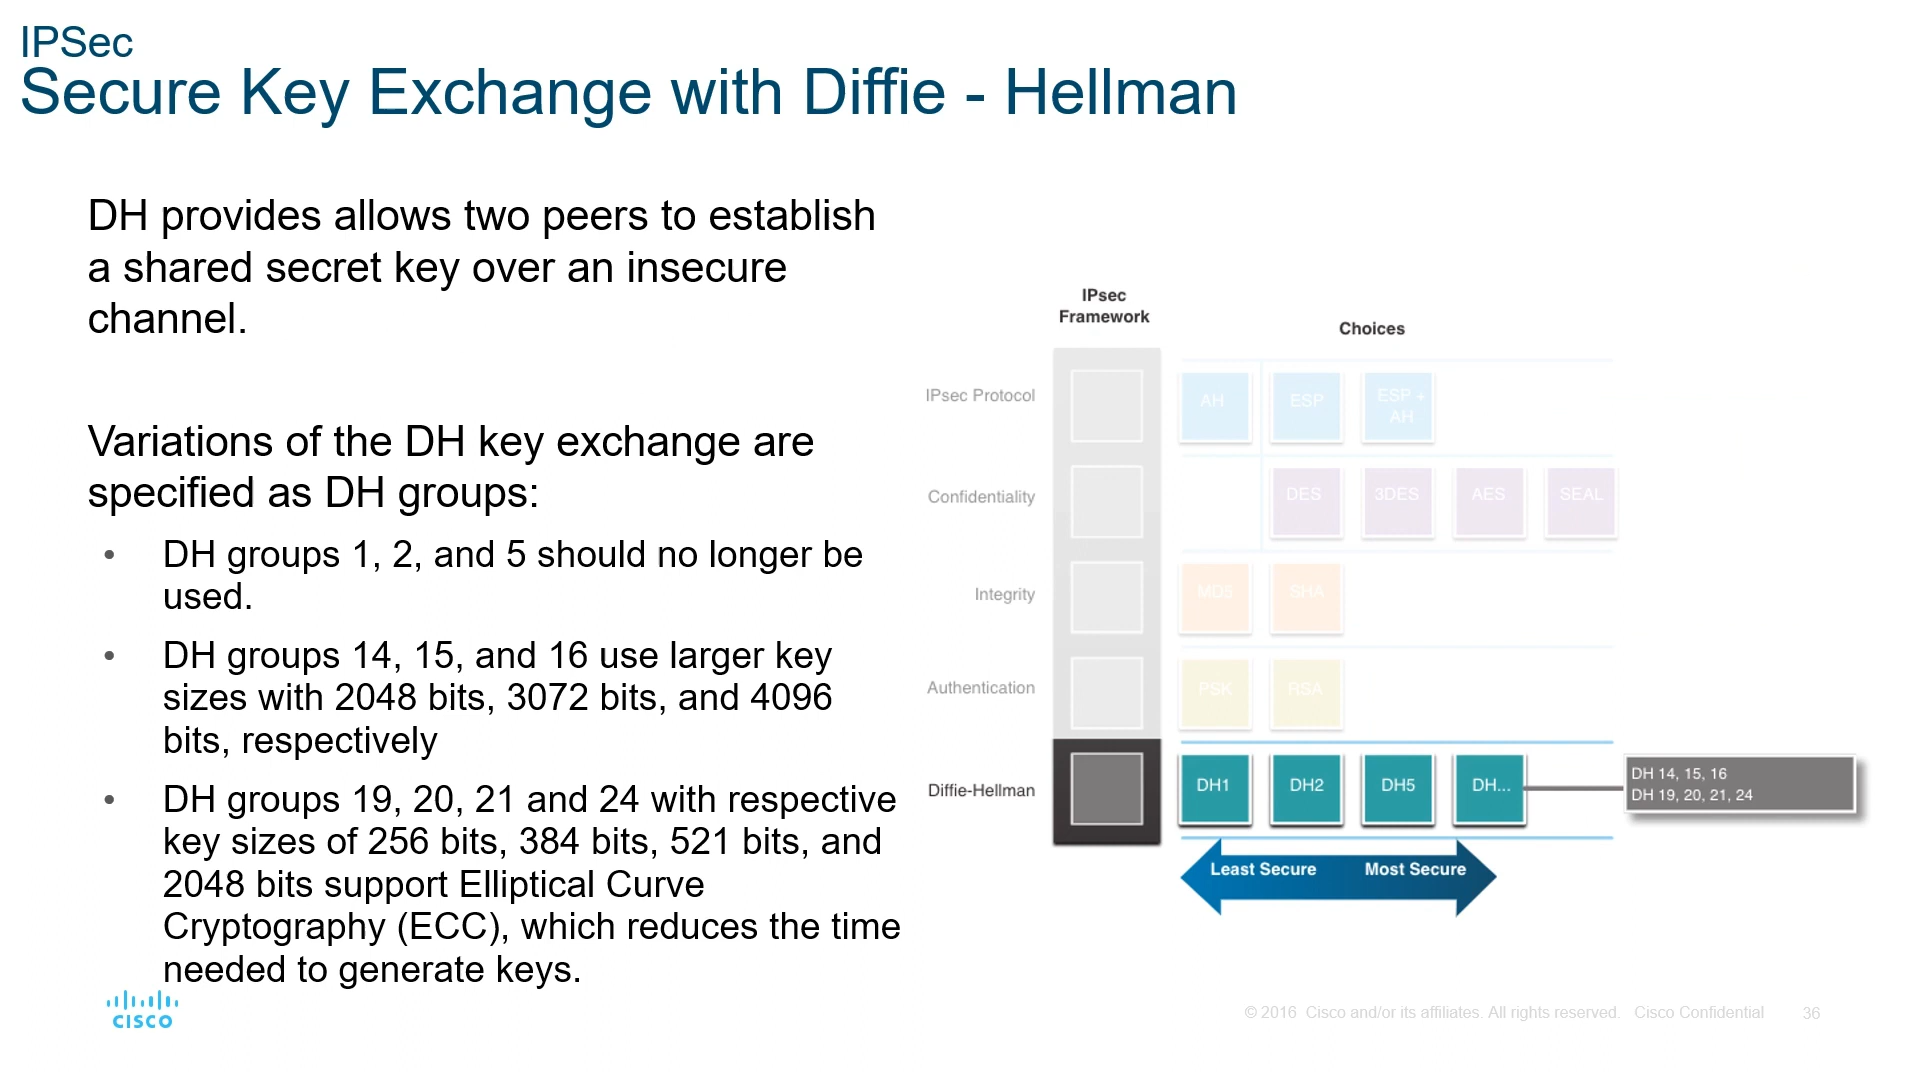 IPSec
Secure Key Exchange with Diffie - Hellman
DH provides allows two peers to establish
a shared secret key over an insecure
channel.
Variations of the DH key exchange are
specified as DH groups:
• DH groups 1, 2, and 5 should no longer be
used.
• DH groups 14, 15, and 16 use larger key
sizes with 2048 bits, 3072 bits, and 4096
bits, respectively
• DH groups 19, 20, 21 and 24 with respective
key sizes of 256 bits, 384 bits, 521 bits, and
2048 bits support Elliptical Curve
Cryptography (ECC), which reduces the time
needed to generate keys.
IPsec
Framework
Choices
IPsec Protocol
AH
ESP
ESP +
AH
Confidentiality
DES
3DES
AES
SEAL
Integrity
MD5
SHA
Authentication
PSK
RSA
Diffie-Hellman
DH1
DH2
DH5
DH...
DH 14, 15, 16
DH 19, 20, 21, 24
Least Secure
Most Secure
CISCO
© 2016 Cisco and/or its affiliates. All rights reserved. Cisco Confidential
36